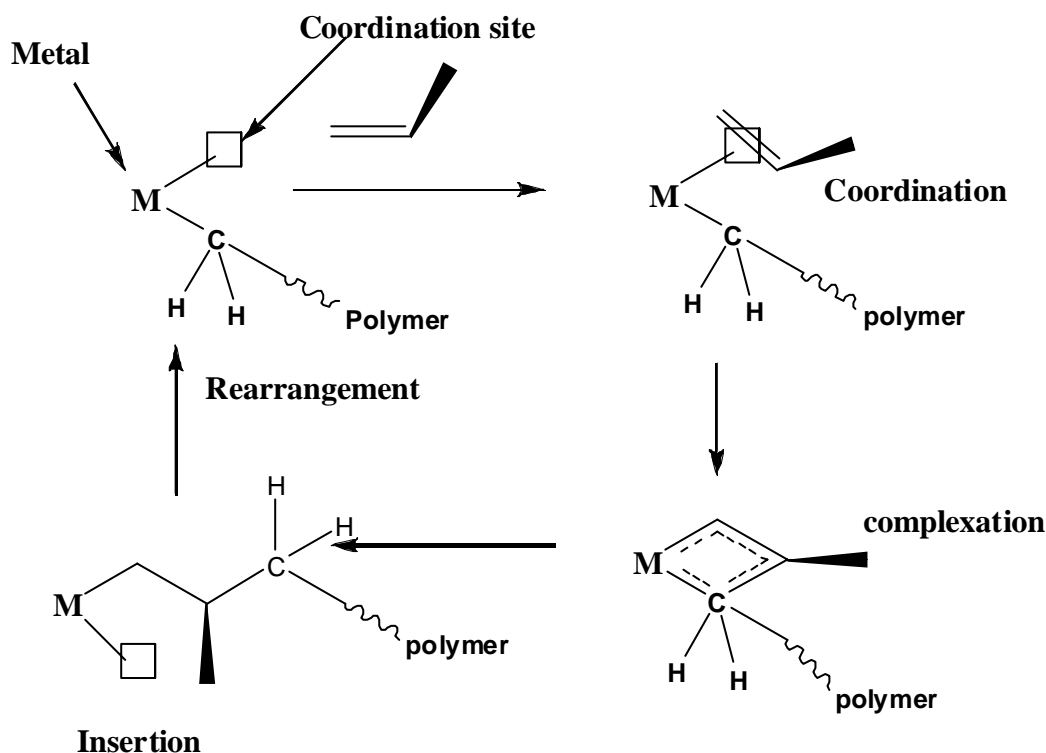 Coordination site
Metal
M
C
H H
Polymer
M
Coordination
C
H H
polymer
Rearrangement
H
H
C
M
polymer
Insertion
complexation
M
C
H H
polymer